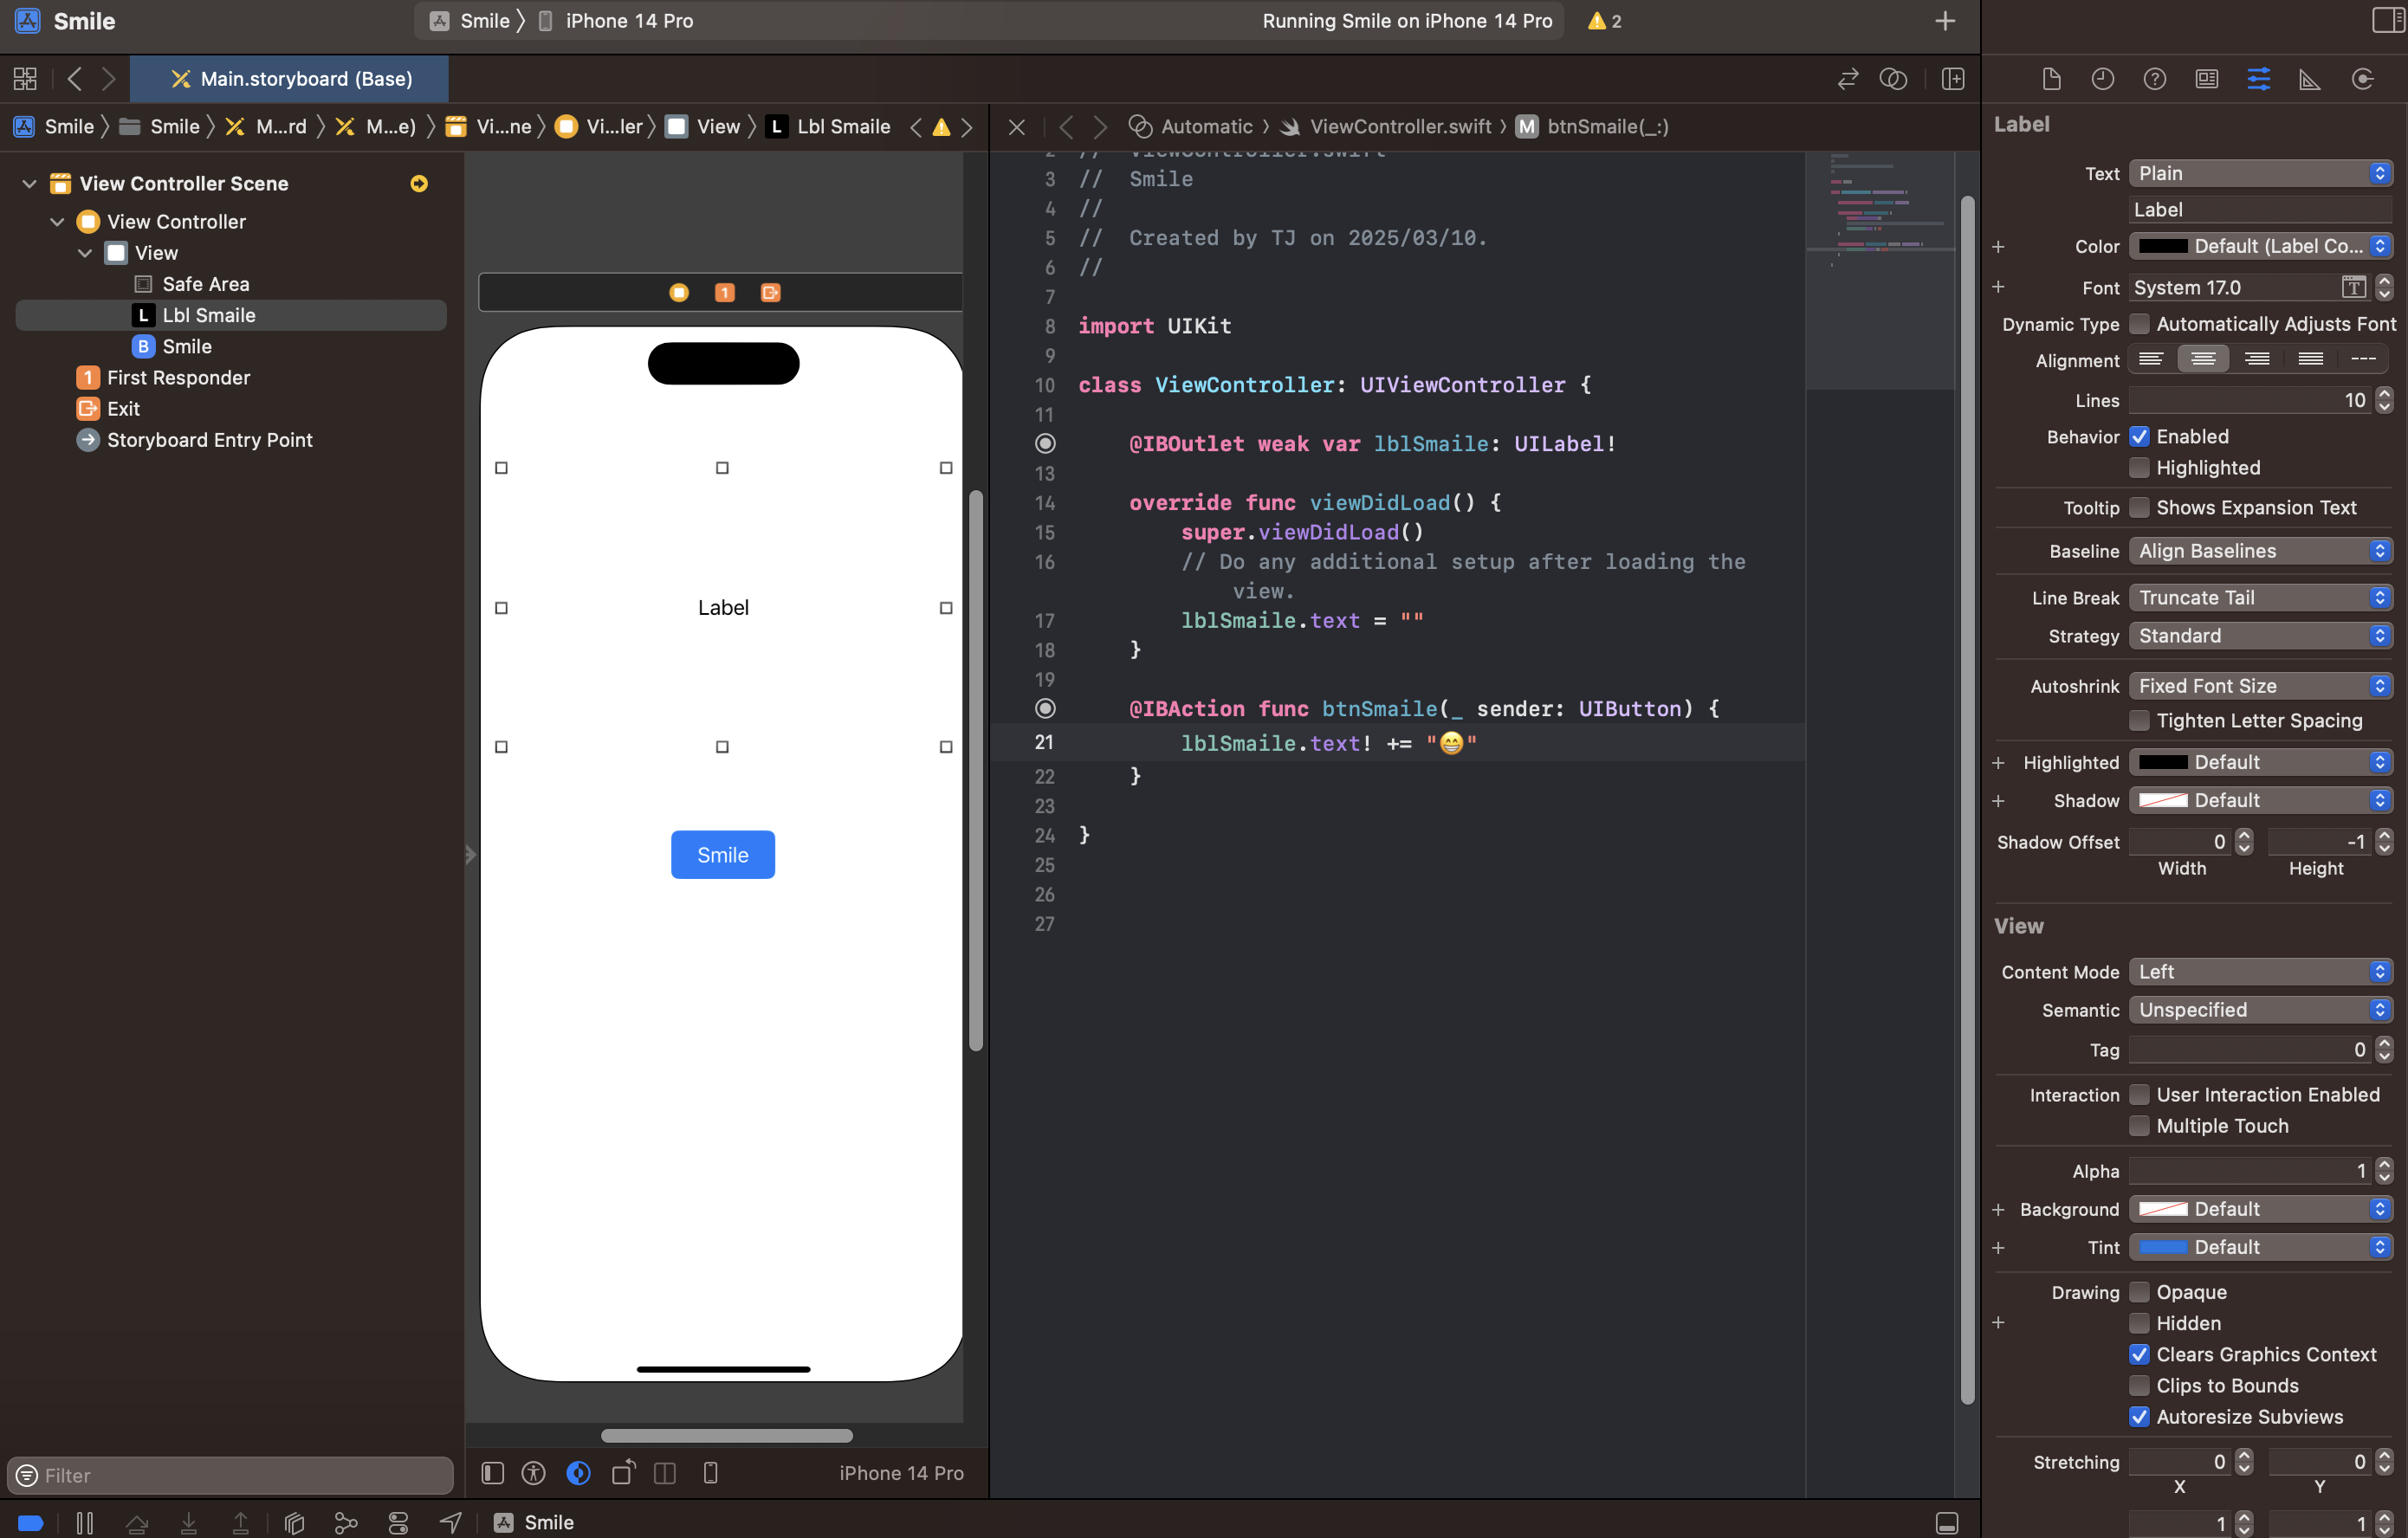 Smile
Smile
iPhone 14 Pro
Running Smile on iPhone 14 Pro
2
Main.storyboard (Base)
Smile
Smile
M...rd
M...e)
Vi...ne
Vi...ler
View
L
Lbl Smaile
Automatic
ViewController.swift
M
btnSmaile(_:)
View Controller Scene
View Controller
View
Safe Area
L Lbl Smaile
B Smile
1 First Responder
Exit
Storyboard Entry Point
Filter
1
Label
Smile
iPhone 14 Pro
2 // ViewController.swift
3 // Smile
4 //
5 // Created by TJ on 2025/03/10.
6 //
7
8 import UIKit
9
10 class ViewController: UIViewController {
11
@IBOutlet weak var lblSmaile: UILabel!
13
14 override func viewDidLoad() {
15 super.viewDidLoad()
16 // Do any additional setup after loading the
view.
17 lblSmaile.text = ""
18 }
19
@IBAction func btnSmaile(_ sender: UIButton) {
21 lblSmaile.text! += "😁"
22 }
23
24 }
25
26
27
Label
Text Plain
Label
Color Default (Label Co...
Font System 17.0
T
Dynamic Type Automatically Adjusts Font
Alignment
Lines 10
Behavior Enabled
Highlighted
Tooltip Shows Expansion Text
Baseline Align Baselines
Line Break Truncate Tail
Strategy Standard
Autoshrink Fixed Font Size
Tighten Letter Spacing
Highlighted Default
Shadow Default
Shadow Offset 0 -1
Width Height
View
Content Mode Left
Semantic Unspecified
Tag 0
Interaction User Interaction Enabled
Multiple Touch
Alpha 1
Background Default
Tint Default
Drawing Opaque
Hidden
Clears Graphics Context
Clips to Bounds
Autoresize Subviews
Stretching 0 0
X Y
1 1
Smile